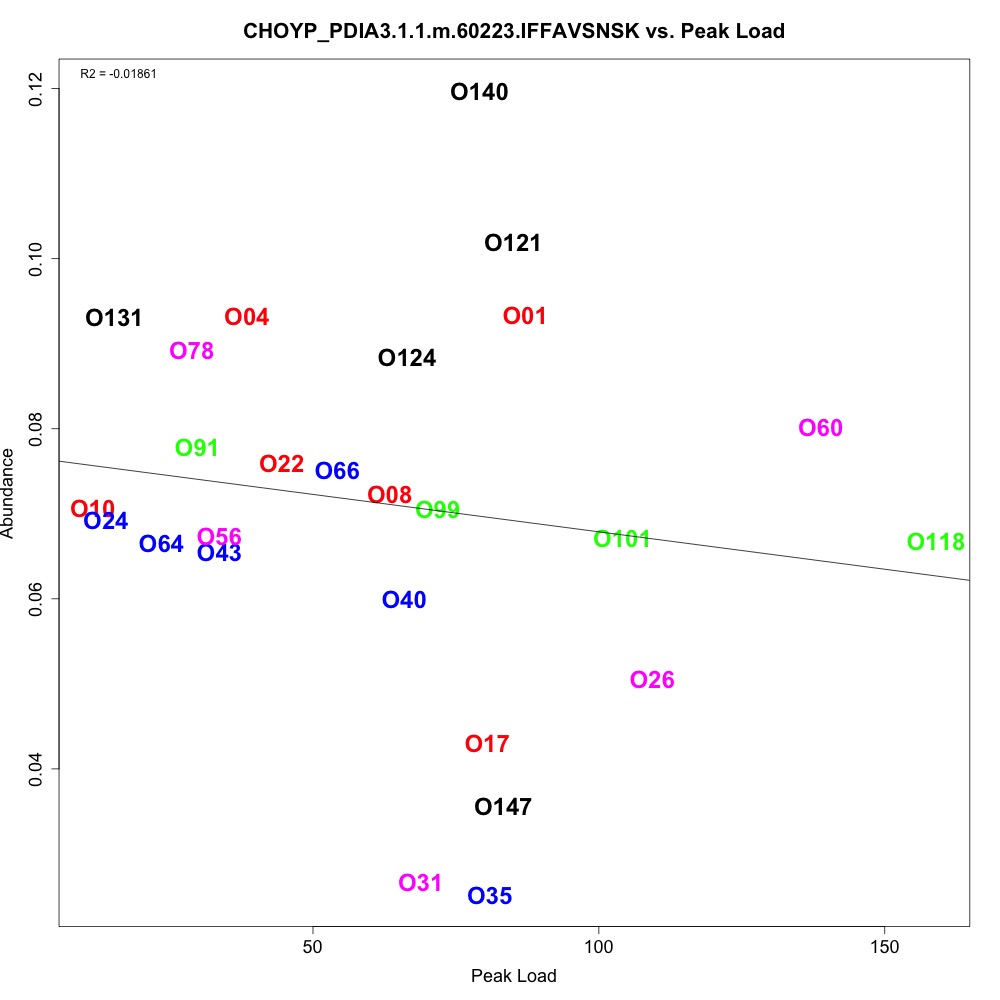 CHOYP_PDIA3.1.1.m.60223.IFFAVSNSK vs. Peak Load
R2 = -0.01861
0.12
O140
O121
0.10
O131
O04
O01
O78
O124
0.08
O60
O91
O22
O66
O08
O10
O99
O24
O101
O118
O64
O56
O43
0.06
O40
O26
O17
0.04
O147
O31
O35
Abundance
50
100
150
Peak Load